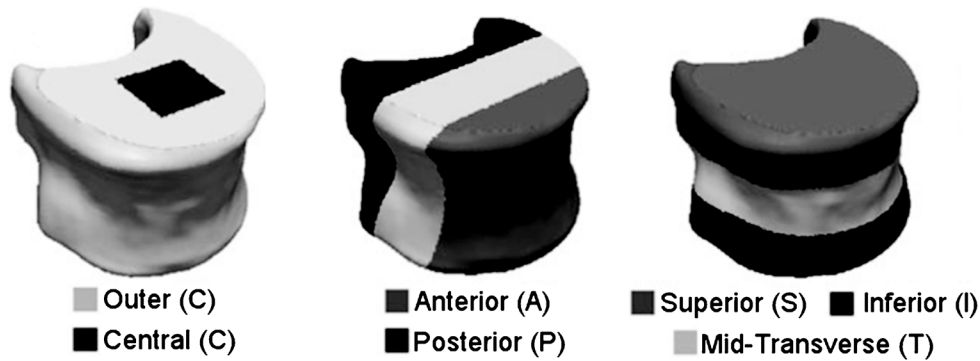 Outer (C)
Central (C)
Anterior (A)
Posterior (P)
Superior (S) Inferior (I)
Mid-Transverse (T)